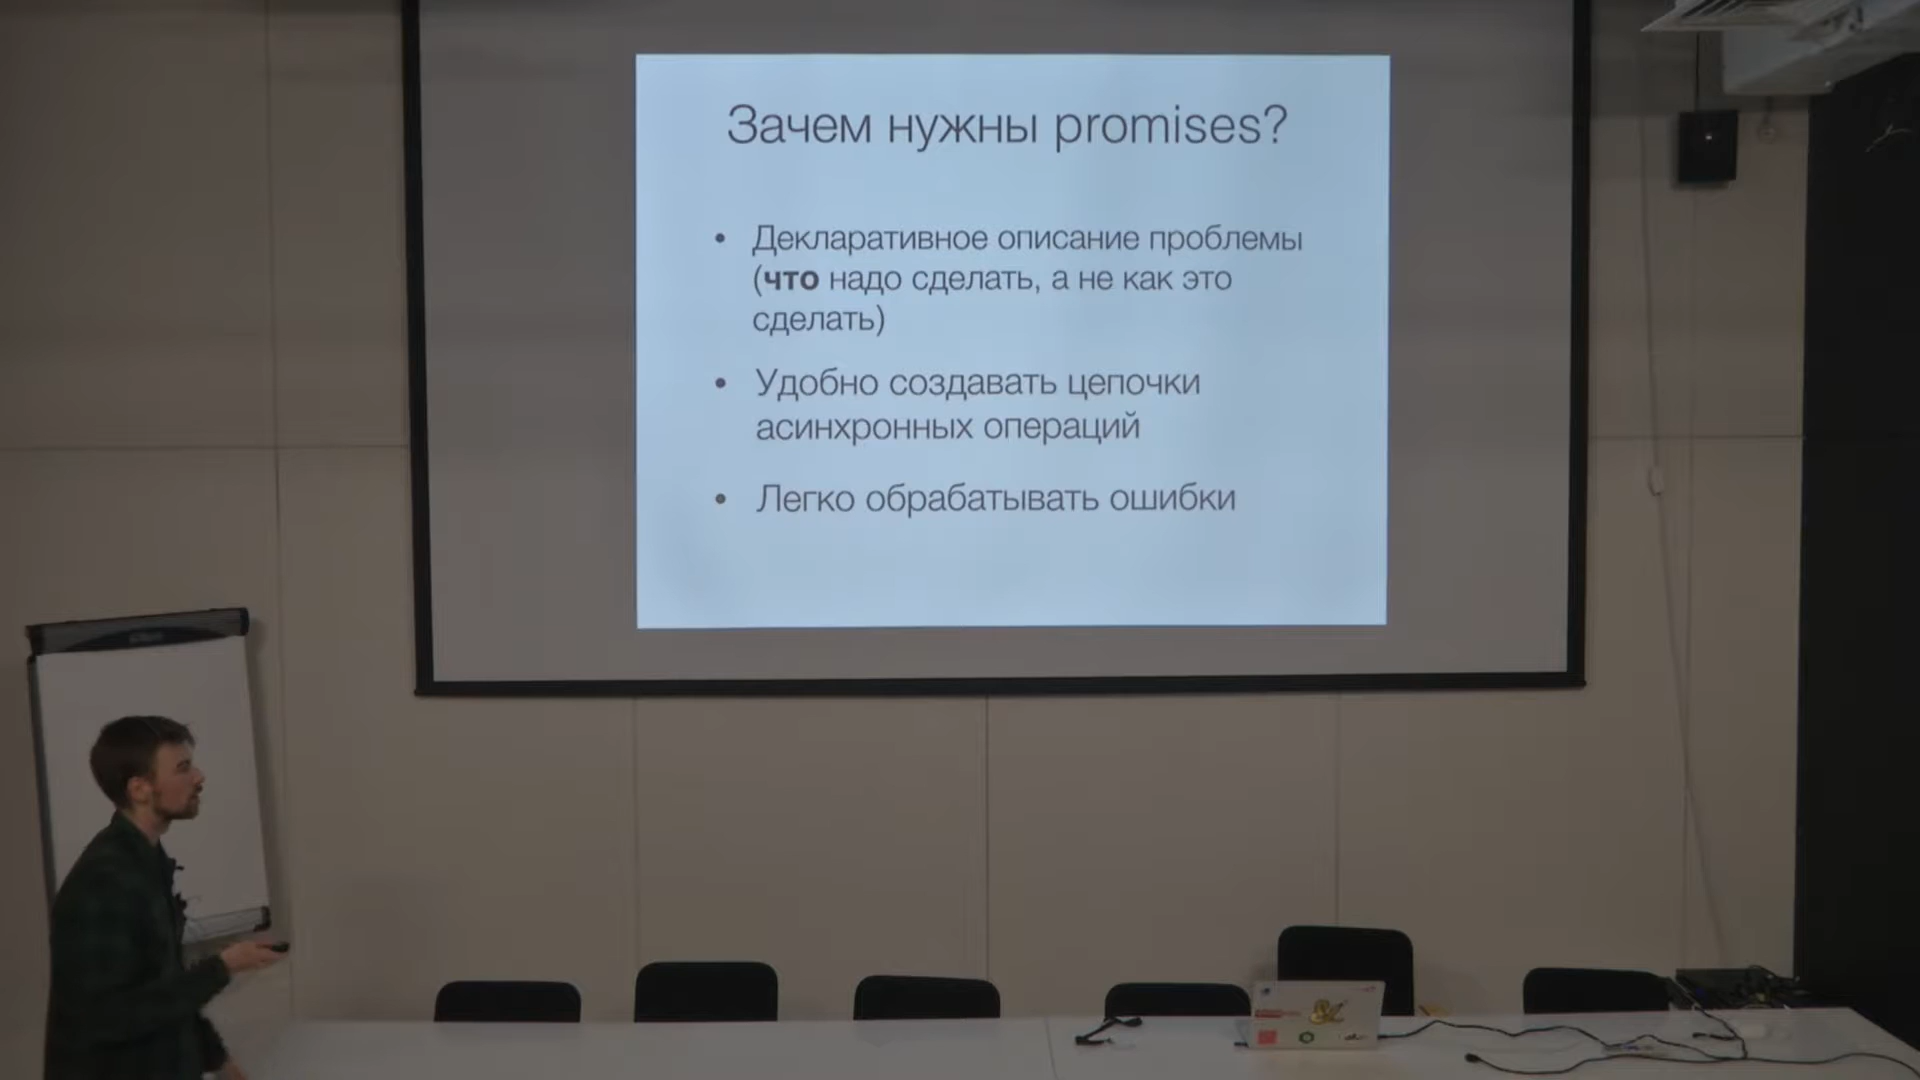 Зачем нужны promises?
• Декларативное описание проблемы
(что надо сделать, а не как это
сделать)
• Удобно создавать цепочки
асинхронных операций
• Легко обрабатывать ошибки